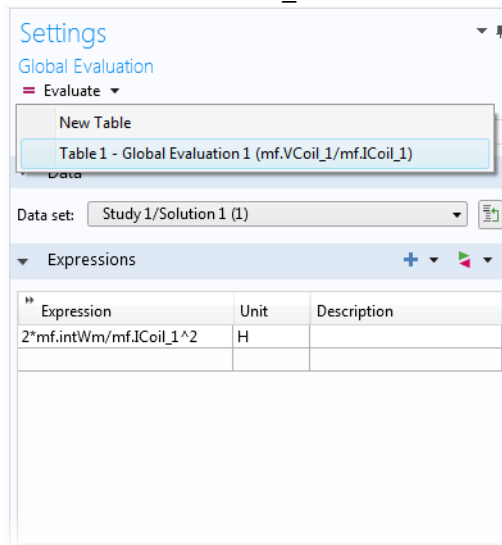 Settings
Global Evaluation
= Evaluate
New Table
Table 1 - Global Evaluation 1 (mf.VCoil_1/mf.ICoil_1)
Data
Data set: Study 1/Solution 1 (1)
Expressions
Expression Unit Description
2*mf.intWm/mf.ICoil_1^2 H